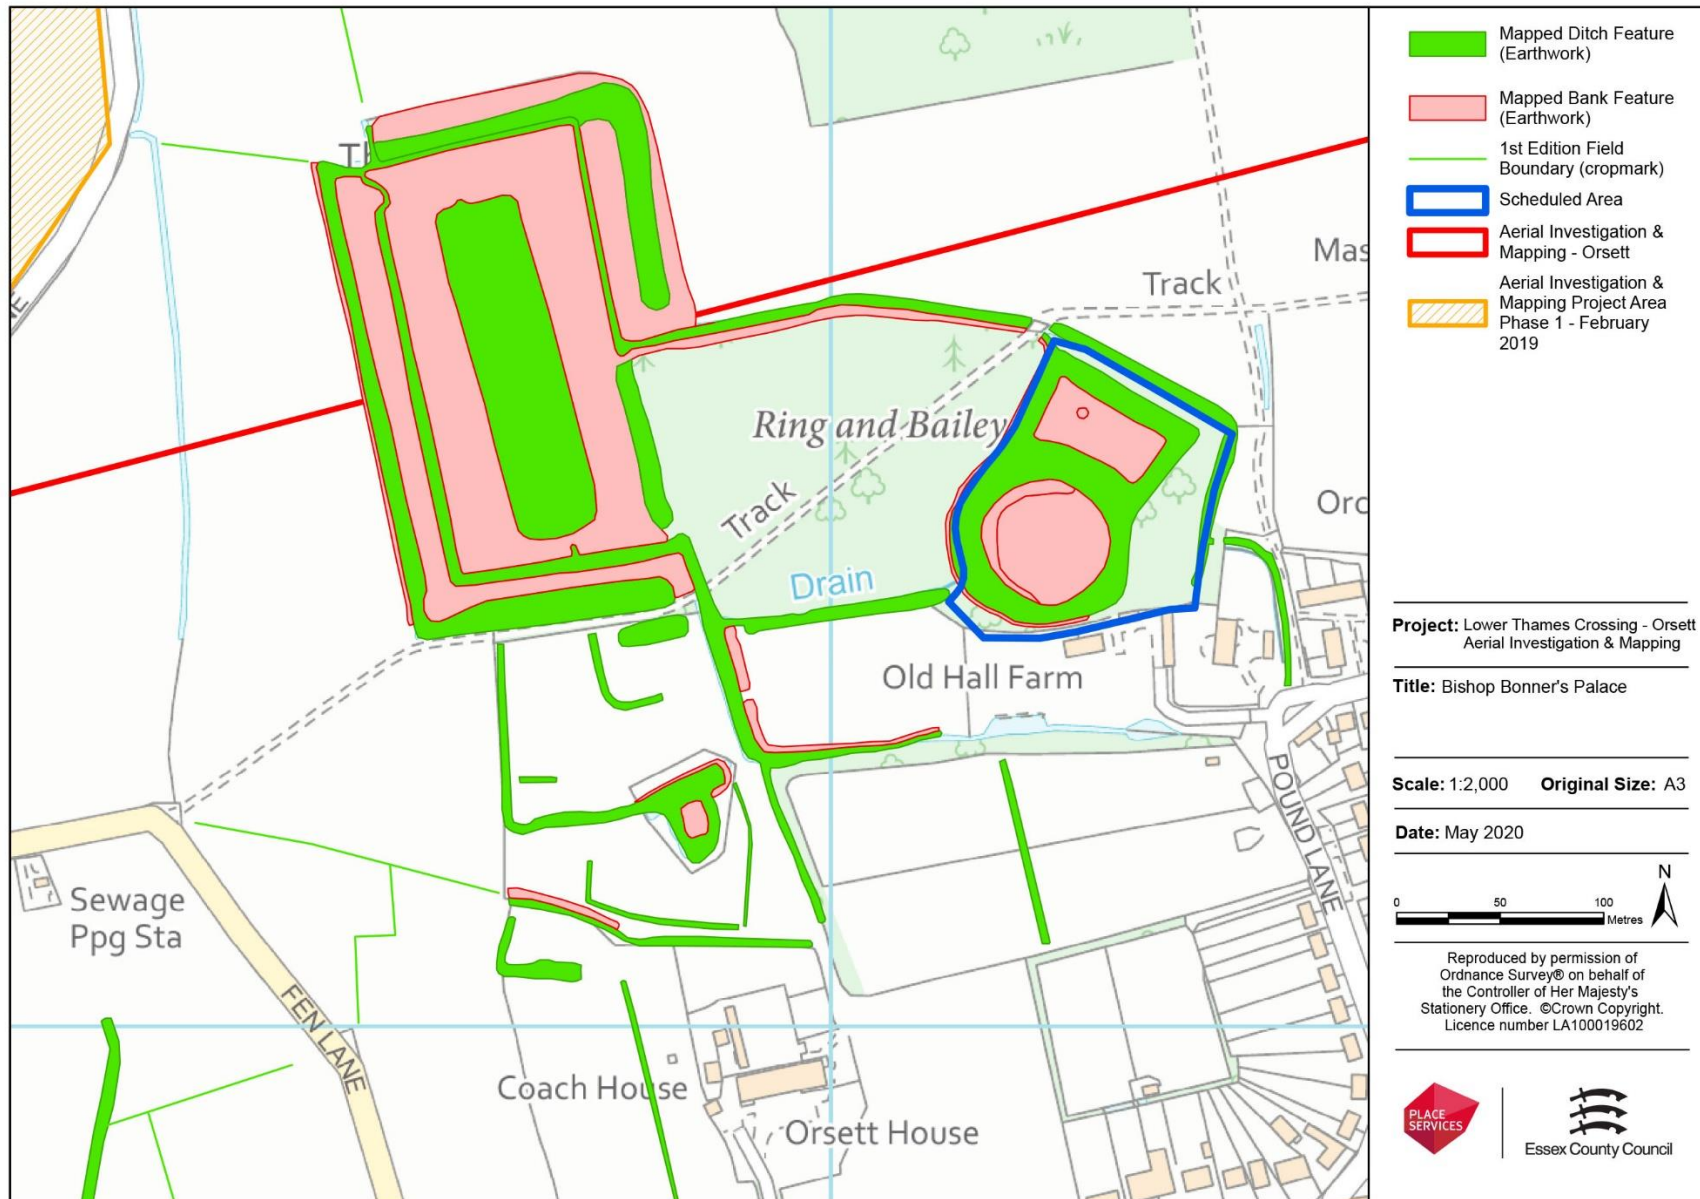 Th
NE
Track
Mas
Ring and Bailey
Track
Orc
Drain
Old Hall Farm
POUND LANE
Sewage
Ppg Sta
FEN LANE
Coach House
Orsett House
Mapped Ditch Feature
(Earthwork)
Mapped Bank Feature
(Earthwork)
1st Edition Field
Boundary (cropmark)
Scheduled Area
Aerial Investigation &
Mapping - Orsett
Aerial Investigation &
Mapping Project Area
Phase 1 - February
2019
Project: Lower Thames Crossing - Orsett
Aerial Investigation & Mapping
Title: Bishop Bonner's Palace
Scale: 1:2,000 Original Size: A3
Date: May 2020
N
0 50 100
Metres
Reproduced by permission of
Ordnance Survey® on behalf of
the Controller of Her Majesty's
Stationery Office. ©Crown Copyright.
Licence number LA100019602
PLACE
SERVICES
Essex County Council